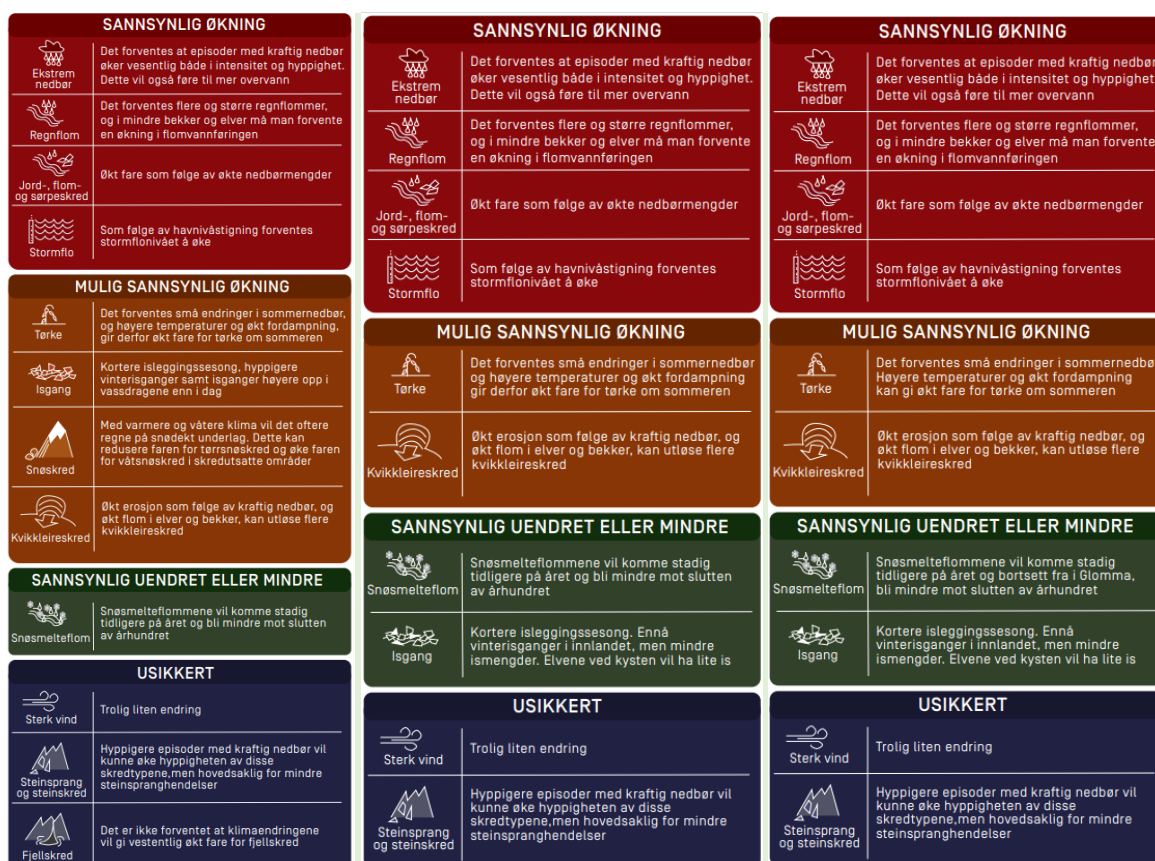 SANNSYNLIG ØKNING
Ekstrem
nedbør
Det forventes at episoder med kraftig nedbør
øker vesentlig både i intensitet og hyppighet.
Dette vil også føre til mer overvann
Regnflom
Det forventes flere og større regnflommer,
og i mindre bekker og elver må man forvente
en økning i flomvannføringen
Jord-, flom-
og sørpeskred
Økt fare som følge av økte nedbørmengder
Stormflo
Som følge av havnivåstigning forventes
stormflonivået å øke
MULIG SANNSYNLIG ØKNING
Tørke
Det forventes små endringer i sommernedbør,
og høyere temperaturer og økt fordampning,
gir derfor økt fare for tørke om sommeren
Isgang
Kortere isleggingssesong, hyppigere
vinterisganger samt isganger høyere opp i
vassdragene enn i dag
Snøskred
Med varmere og våtere klima vil det oftere
regne på snødekt underlag. Dette kan
redusere faren for tørrsnøskred og øke faren
for våtsnøskred i skredutsatte områder
Kvikkleireskred
Økt erosjon som følge av kraftig nedbør, og
økt flom i elver og bekker, kan utløse flere
kvikkleireskred
SANNSYNLIG UENDRET ELLER MINDRE
Snøsmelteflom
Snøsmelteflommene vil komme stadig
tidligere på året og bli mindre mot slutten
av århundret
USIKKERT
Sterk vind
Trolig liten endring
Steinsprang
og steinskred
Hyppigere episoder med kraftig nedbør vil
kunne øke hyppigheten av disse
skredtypene,men hovedsaklig for mindre
steinspranghendelser
Fjellskred
Det er ikke forventet at klimaendringene
vil gi vestentlig økt fare for fjellskred
SANNSYNLIG ØKNING
Ekstrem
nedbør
Det forventes at episoder med kraftig nedbør
øker vesentlig både i intensitet og hyppighet.
Dette vil også føre til mer overvann
Regnflom
Det forventes flere og større regnflommer,
og i mindre bekker og elver må man forvente
en økning i flomvannføringen
Jord-, flom-
og sørpeskred
Økt fare som følge av økte nedbørmengder
Stormflo
Som følge av havnivåstigning forventes
stormflonivået å øke
MULIG SANNSYNLIG ØKNING
Tørke
Det forventes små endringer i sommernedbør
og høyere temperaturer og økt fordampning
gir derfor økt fare for tørke om sommeren
Kvikkleireskred
Økt erosjon som følge av kraftig nedbør, og
økt flom i elver og bekker, kan utløse flere
kvikkleireskred
SANNSYNLIG UENDRET ELLER MINDRE
Snøsmelteflom
Snøsmelteflommene vil komme stadig
tidligere på året og bli mindre mot slutten
av århundret
Isgang
Kortere isleggingssesong. Ennå
vinterisganger i innlandet, men mindre
ismengder. Elvene ved kysten vil ha lite is
USIKKERT
Sterk vind
Trolig liten endring
Steinsprang
og steinskred
Hyppigere episoder med kraftig nedbør vil
kunne øke hyppigheten av disse
skredtypene,men hovedsaklig for mindre
steinspranghendelser
SANNSYNLIG ØKNING
Ekstrem
nedbør
Det forventes at episoder med kraftig nedbør
øker vesentlig både i intensitet og hyppighet
Dette vil også føre til mer overvann
Regnflom
Det forventes flere og større regnflommer,
og i mindre bekker og elver må man forvente
en økning i flomvannføringen
Jord-, flom-
og sørpeskred
Økt fare som følge av økte nedbørmengder
Stormflo
Som følge av havnivåstigning forventes
stormflonivået å øke
MULIG SANNSYNLIG ØKNING
Tørke
Det forventes små endringer i sommernedbø
Høyere temperaturer og økt fordampning
kan gi økt fare for tørke om sommeren
Kvikkleireskred
Økt erosjon som følge av kraftig nedbør, og
økt flom i elver og bekker, kan utløse flere
kvikkleireskred
SANNSYNLIG UENDRET ELLER MINDRE
Snøsmelteflom
Snøsmelteflommene vil komme stadig
tidligere på året og bortsett fra i Glomma,
bli mindre mot slutten av århundret
Isgang
Kortere isleggingssesong. Ennå
vinterisganger i innlandet, men mindre
ismengder. Elvene ved kysten vil ha lite is
USIKKERT
Sterk vind
Trolig liten endring
Steinsprang
og steinskred
Hyppigere episoder med kraftig nedbør vil
kunne øke hyppigheten av disse
skredtypene,men hovedsaklig for mindre
steinspranghendelser